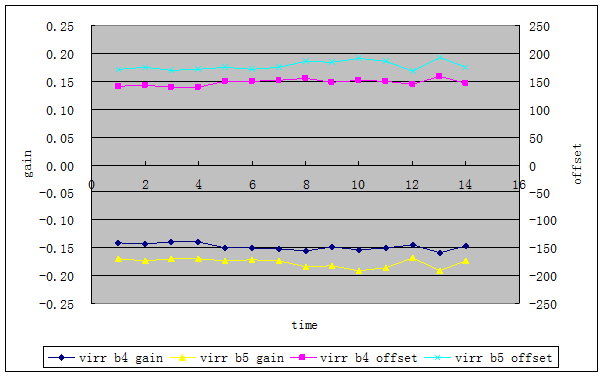 0.25 250
0.20 200
0.15 150
0.10 100
0.05 50
0.00 0
0 2 4 6 8 10 12 14 16
-0.05 -50
-0.10 -100
-0.15 -150
-0.20 -200
-0.25 -250
gain
offset
time
virr b4 gain virr b5 gain virr b4 offset virr b5 offset